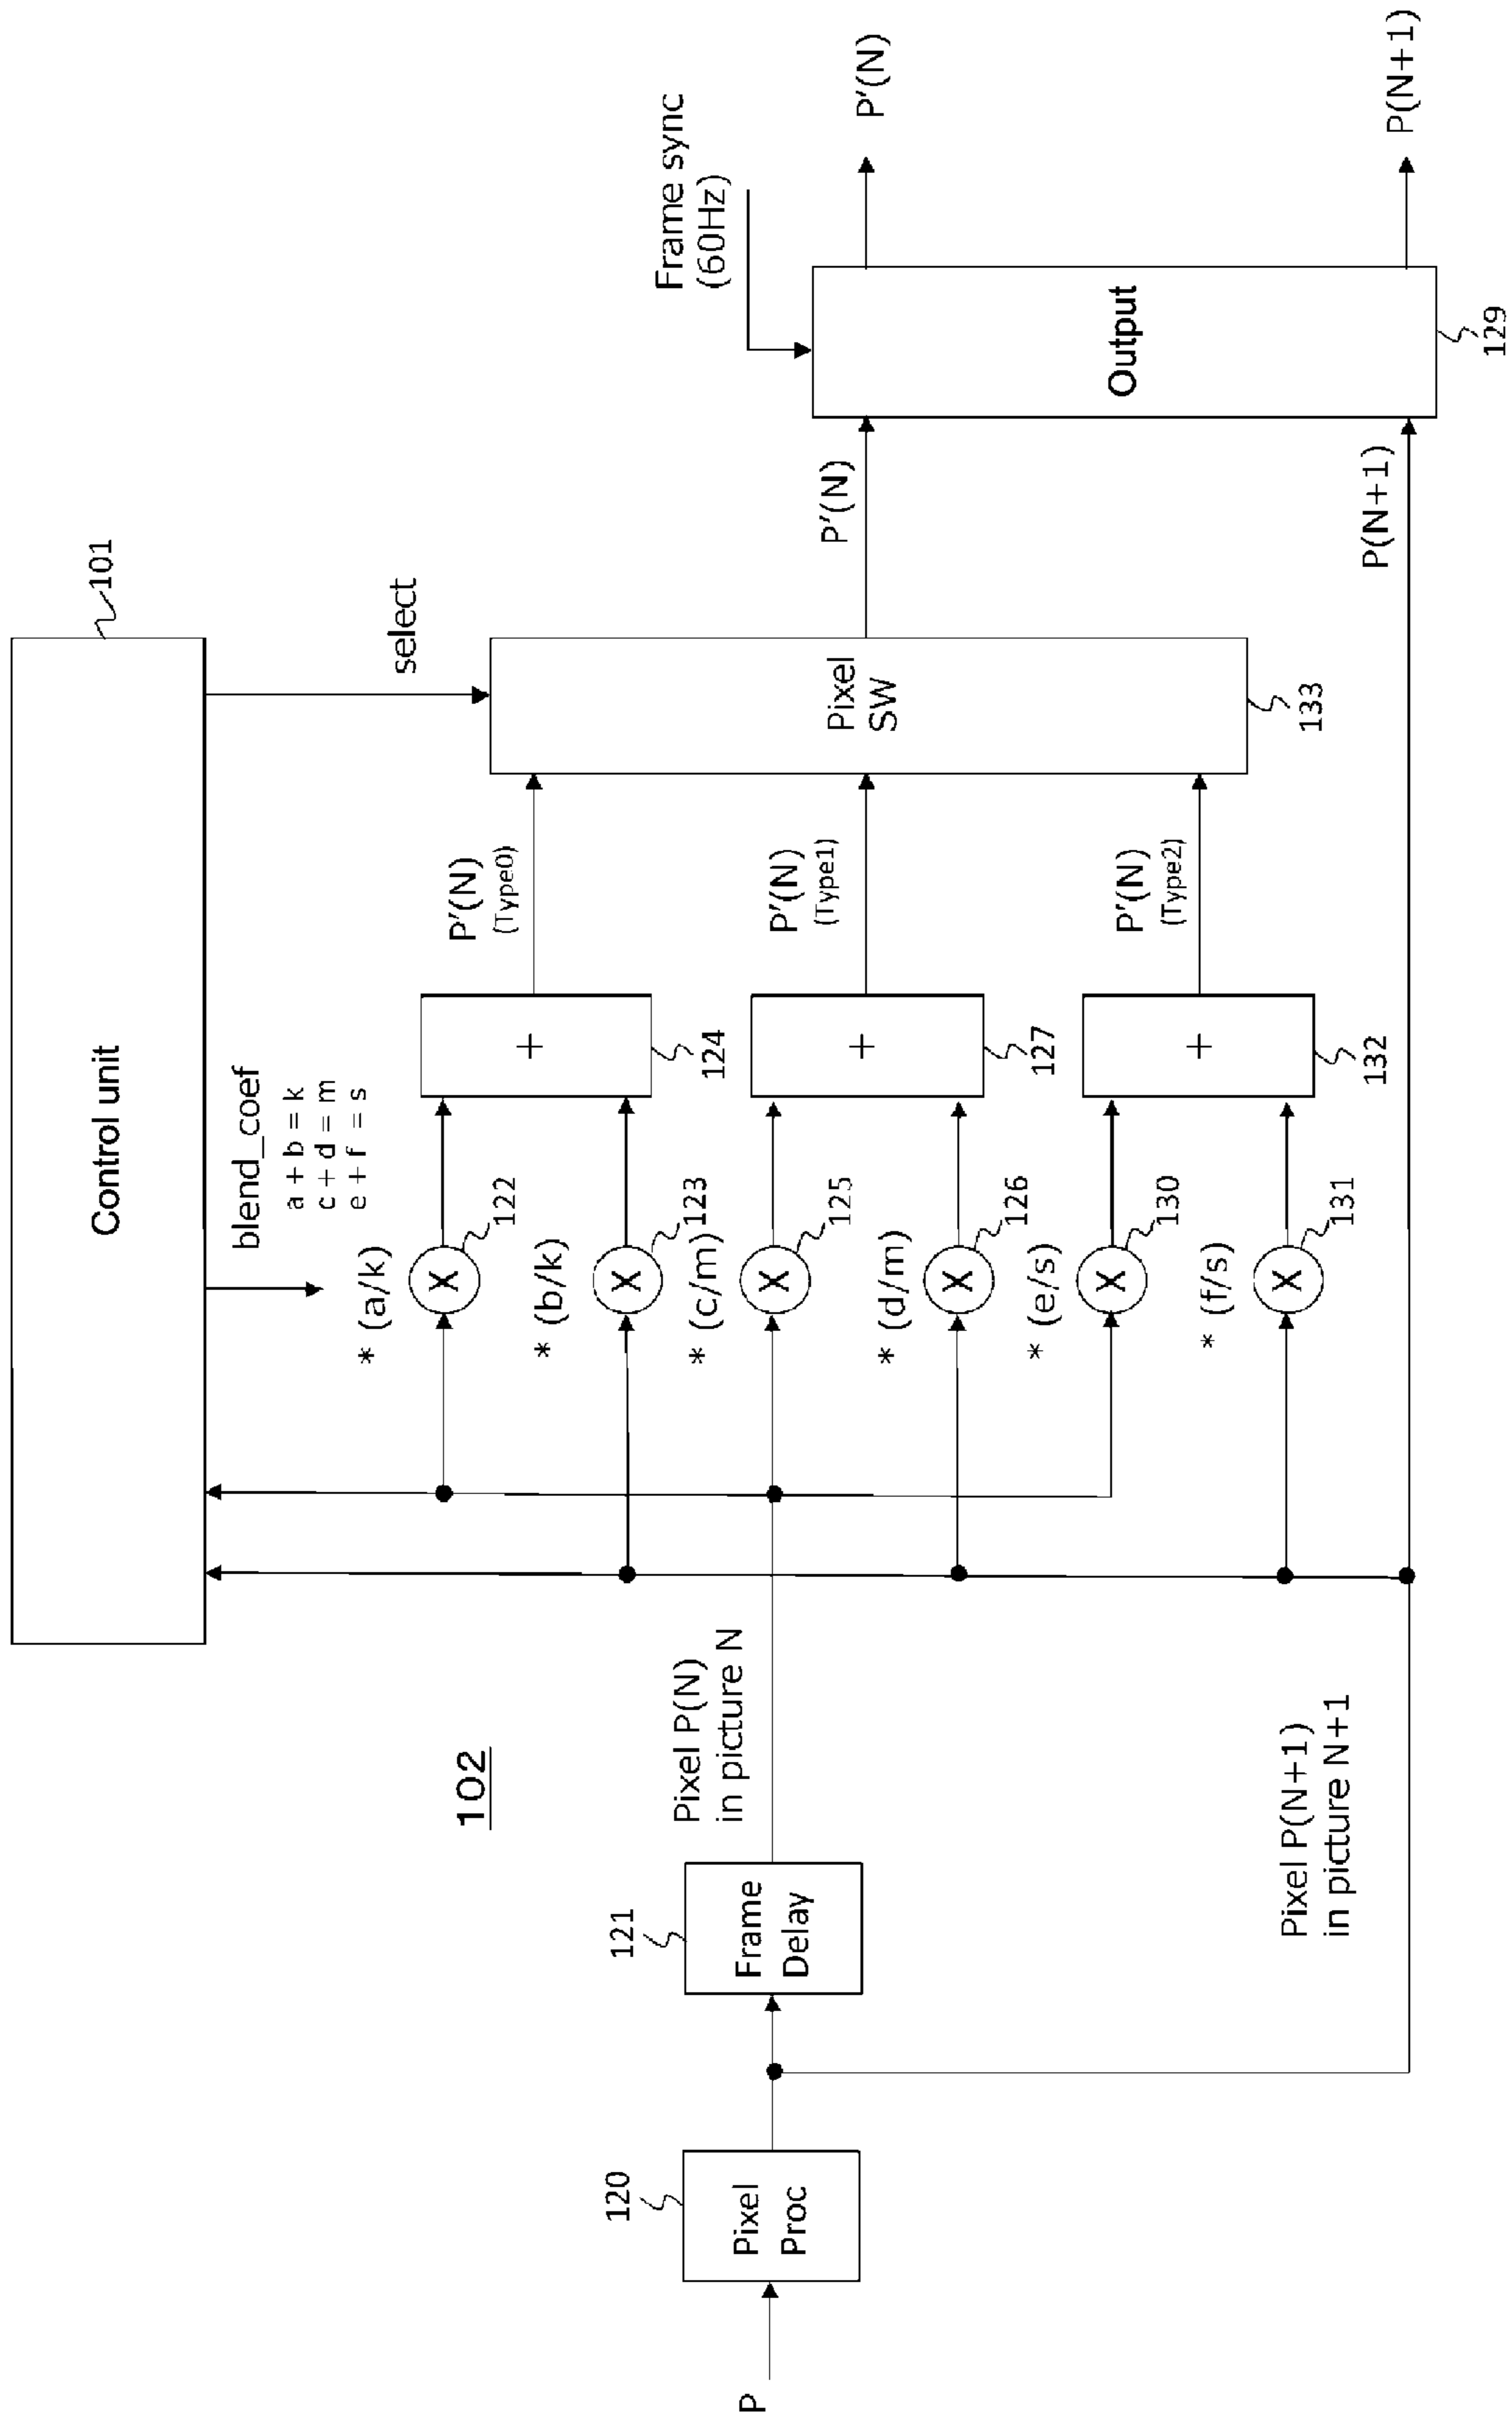 Control unit
101
blend_coef
a + b = k
c + d = m
e + f = s
select
Frame sync
(60Hz)
102
P
Pixel
Proc
120
Frame
Delay
121
Pixel P(N)
in picture N
Pixel P(N+1)
in picture N+1
* (a/k)
X
122
* (b/k)
X
123
* (c/m)
X
125
* (d/m)
X
126
* (e/s)
X
130
* (f/s)
X
131
+
124
+
127
+
132
P'(N)
(Type0)
P'(N)
(Type1)
P'(N)
(Type2)
Pixel
SW
133
P'(N)
P(N+1)
Output
129
P'(N)
P(N+1)